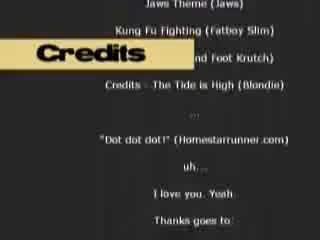 Jaws Theme (Jaws)
Kung Fu Fighting (Fatboy Slim)
Credits
nd Foot Krutch)
Credits - The Tide is High (Blondie)
...
"Dot dot dot!" (Homestarrunner.com)
uh...
I love you. Yeah.
Thanks goes to: